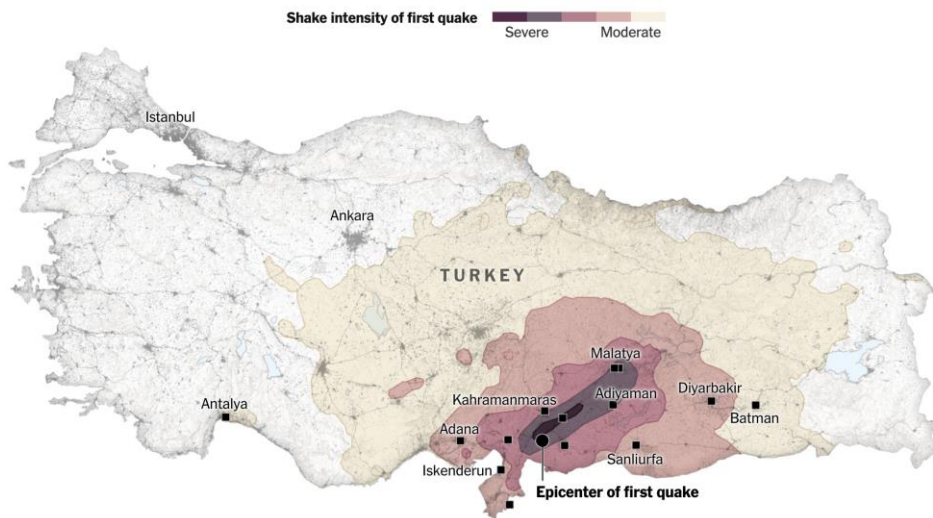 Shake intensity of first quake
Severe
Moderate
Istanbul
Ankara
TURKEY
Malatya
Kahramanmaras
Adiyaman
Diyarbakir
Antalya
Batman
Adana
Sanliurfa
Iskenderun
Epicenter of first quake